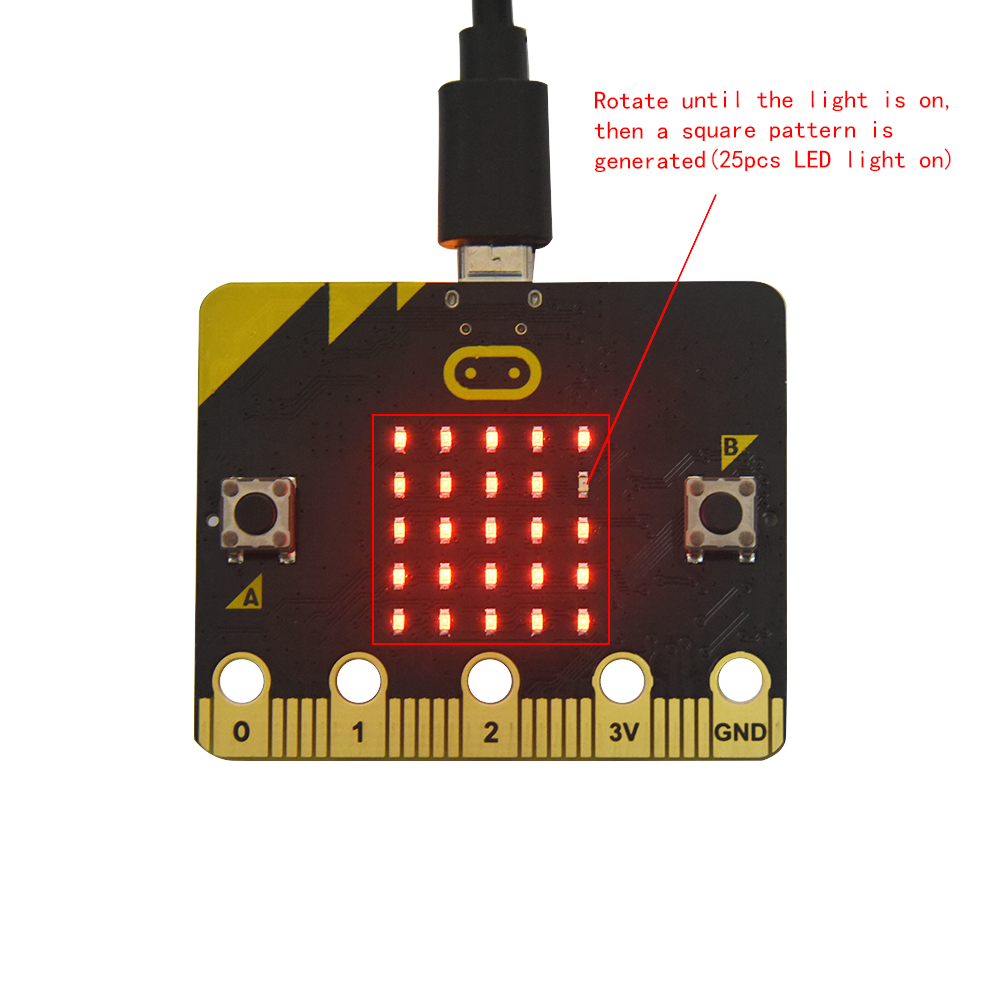 Rotate until the light is on,
then a square pattern is
generated(25pcs LED light on)
B
A
0 1 2 3V GND